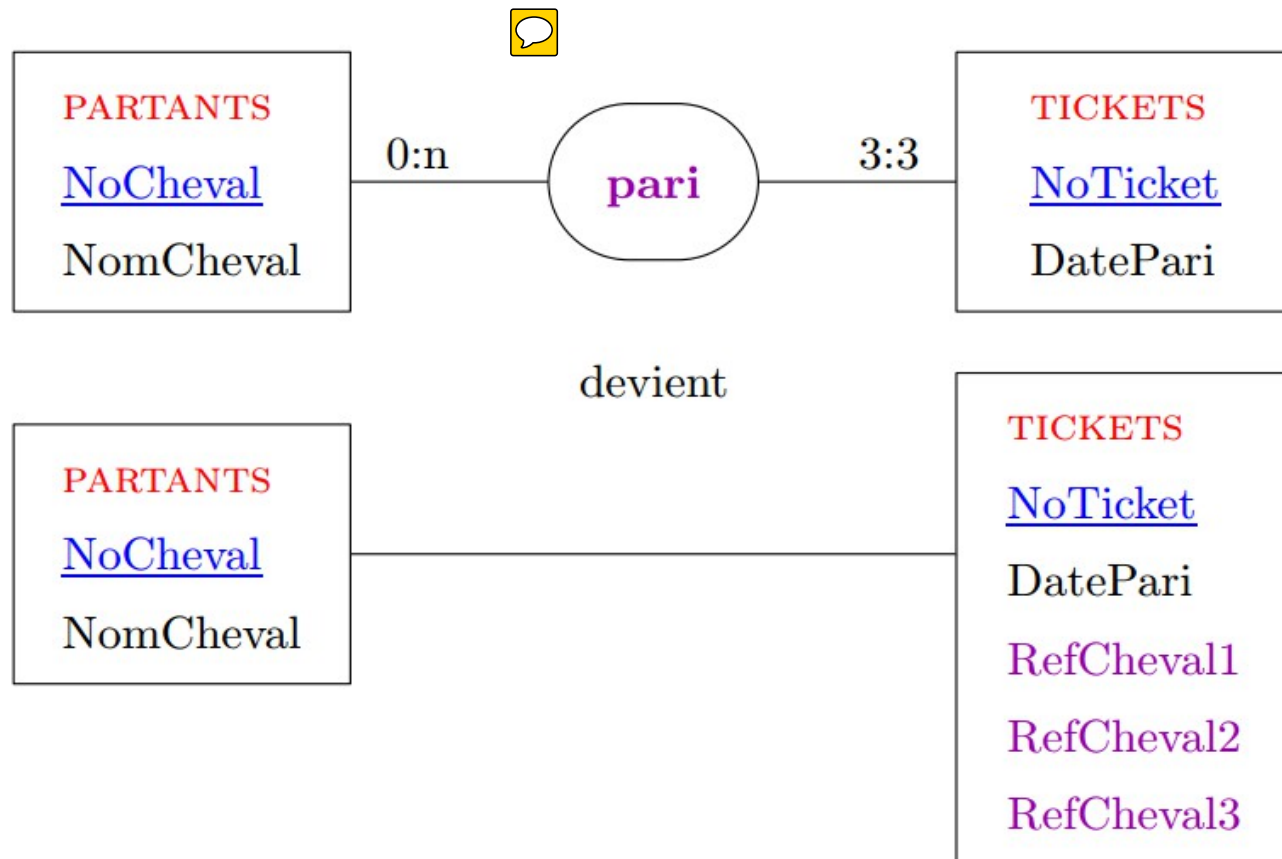 PARTANTS
NoCheval
NomCheval
0:n
pari
3:3
TICKETS
NoTicket
DatePari
devient
PARTANTS
NoCheval
NomCheval
TICKETS
NoTicket
DatePari
RefCheval1
RefCheval2
RefCheval3